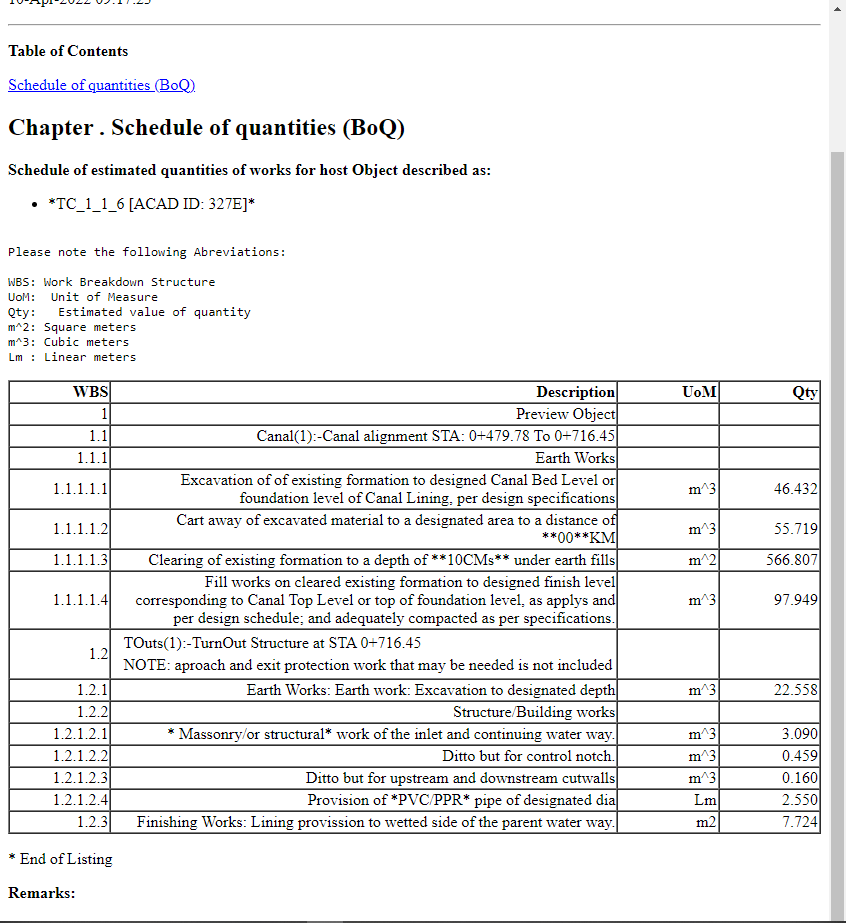 Table of Contents
Schedule of quantities (BoQ)
Chapter . Schedule of quantities (BoQ)
Schedule of estimated quantities of works for host Object described as:
• *TC_1_1_6 [ACAD ID: 327E]*
Please note the following Abreviations:
WBS: Work Breakdown Structure
UoM:  Unit of Measure
Qty:   Estimated value of quantity
m^2: Square meters
m^3: Cubic meters
Lm : Linear meters
WBS Description UoM Qty
1 Preview Object
1.1 Canal(1):-Canal alignment STA: 0+479.78 To 0+716.45
1.1.1 Earth Works
1.1.1.1.1 Excavation of of existing formation to designed Canal Bed Level or
foundation level of Canal Lining, per design specifications m^3 46.432
1.1.1.1.2 Cart away of excavated material to a designated area to a distance of
**00**KM m^3 55.719
1.1.1.1.3 Clearing of existing formation to a depth of **10CMs** under earth fills m^2 566.807
1.1.1.1.4 Fill works on cleared existing formation to designed finish level
corresponding to Canal Top Level or top of foundation level, as applys and
per design schedule; and adequately compacted as per specifications. m^3 97.949
1.2 TOuts(1):-TurnOut Structure at STA 0+716.45
NOTE: aproach and exit protection work that may be needed is not included
1.2.1 Earth Works: Earth work: Excavation to designated depth m^3 22.558
1.2.2 Structure/Building works
1.2.1.2.1 * Massonry/or structural* work of the inlet and continuing water way. m^3 3.090
1.2.1.2.2 Ditto but for control notch. m^3 0.459
1.2.1.2.3 Ditto but for upstream and downstream cutwalls m^3 0.160
1.2.1.2.4 Provision of *PVC/PPR* pipe of designated dia Lm 2.550
1.2.3 Finishing Works: Lining provission to wetted side of the parent water way. m2 7.724
* End of Listing
Remarks: